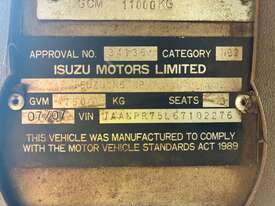 GCM 11000KG
APPROVAL NO. CATEGORY
ISUZU MOTORS LIMITED
GVM KG SEATS
07/07 VIN JAANPR75L67102276
THIS VEHICLE WAS MANUFACTURED TO COMPLY
WITH THE MOTOR VEHICLE STANDARDS ACT 1989